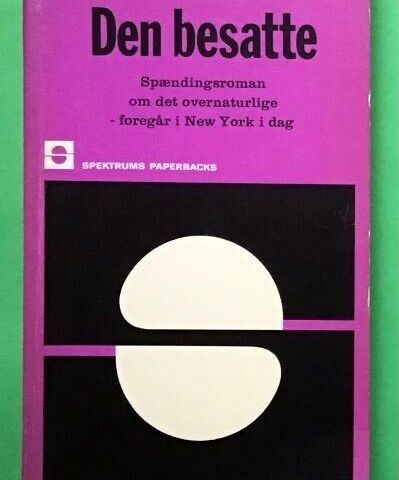 Den besatte
Spændingsroman
om det overnaturlige
- foregår i New York i dag
SPEKTRUMS PAPERBACKS